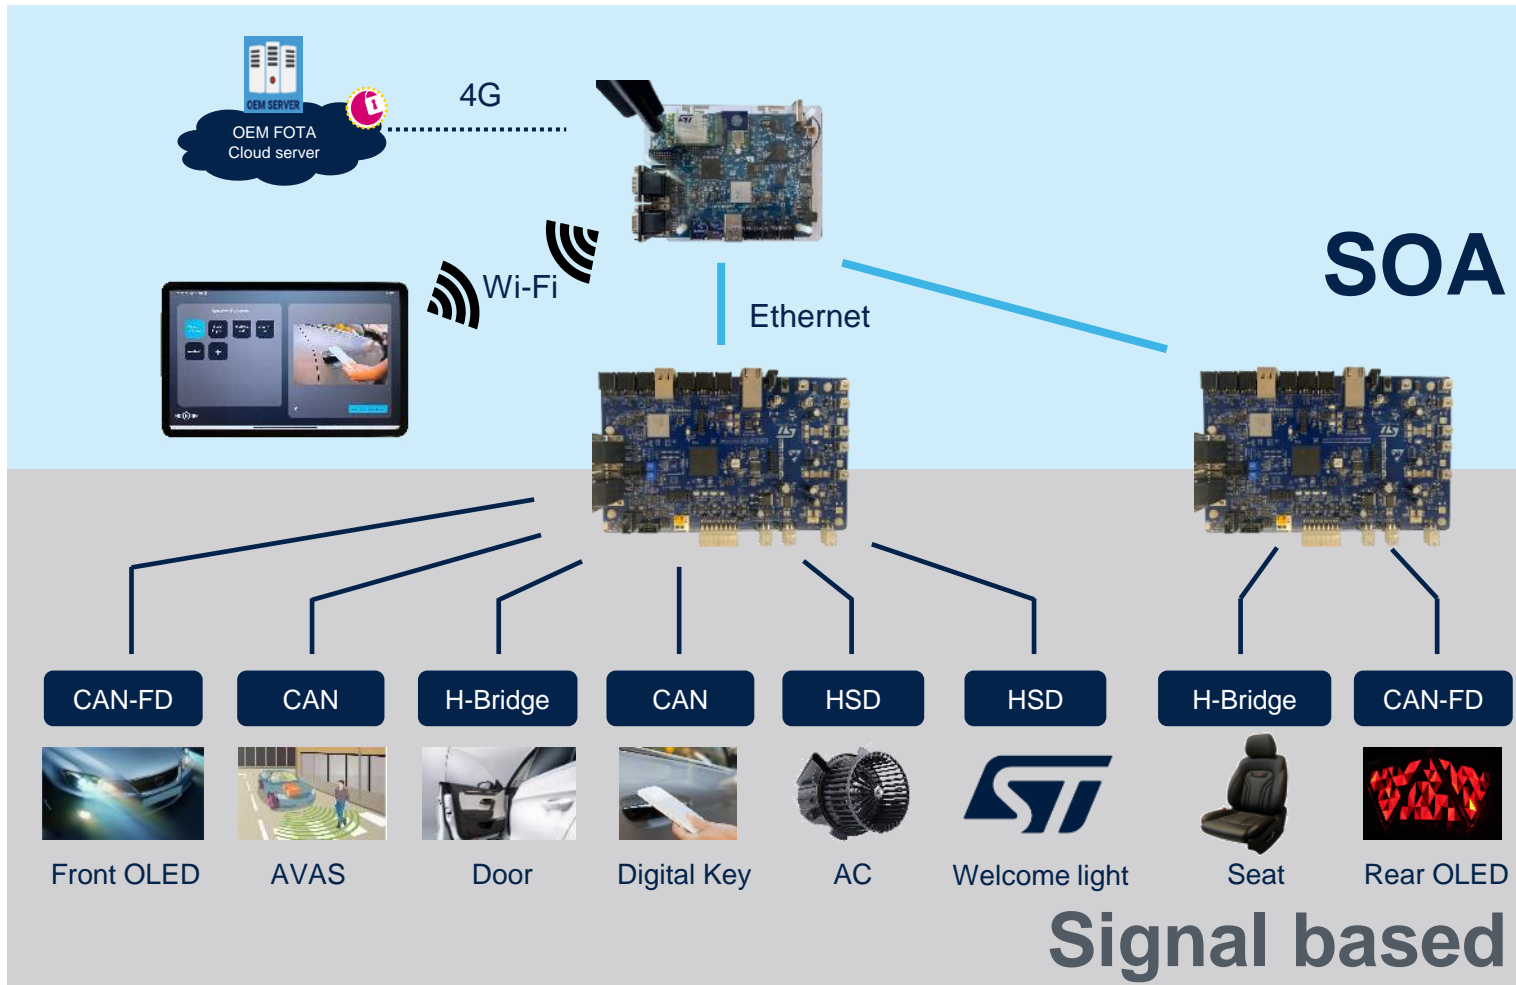 OEM SERVER
OEM FOTA
Cloud server
4G
Wi-Fi
Ethernet
SOA
CAN-FD
CAN
H-Bridge
CAN
HSD
HSD
H-Bridge
CAN-FD
Front OLED
AVAS
Door
Digital Key
AC
Welcome light
Seat
Rear OLED
Signal based